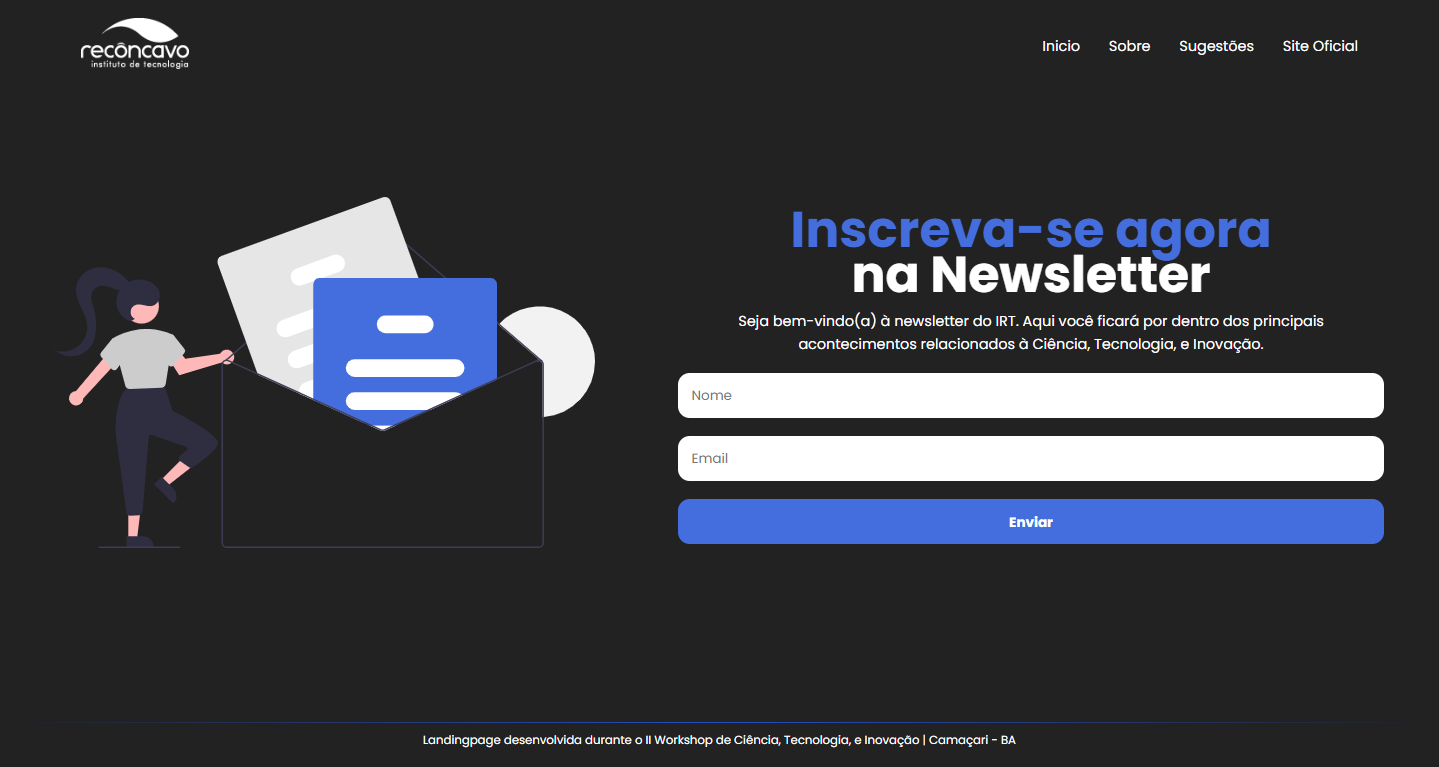 recôncavo
instituto de tecnologia
Inicio Sobre Sugestões Site Oficial
Inscreva-se agora
na Newsletter
Seja bem-vindo(a) à newsletter do IRT. Aqui você ficará por dentro dos principais
acontecimentos relacionados à Ciência, Tecnologia, e Inovação.
Nome
Email
Enviar
Landingpage desenvolvida durante o II Workshop de Ciência, Tecnologia, e Inovação | Camaçari - BA